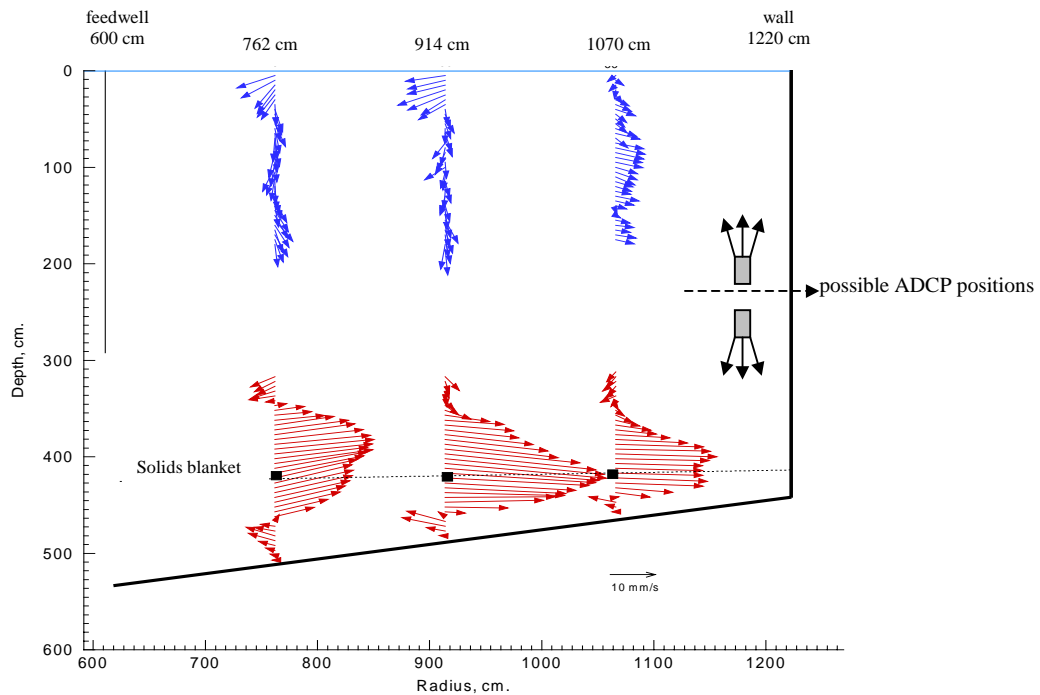 feedwell
600 cm
762 cm
914 cm
1070 cm
wall
1220 cm
0
100
200
300
400
500
600
Depth, cm.
possible ADCP positions
Solids blanket
10 mm/s
600
700
800
900
1000
1100
1200
Radius, cm.